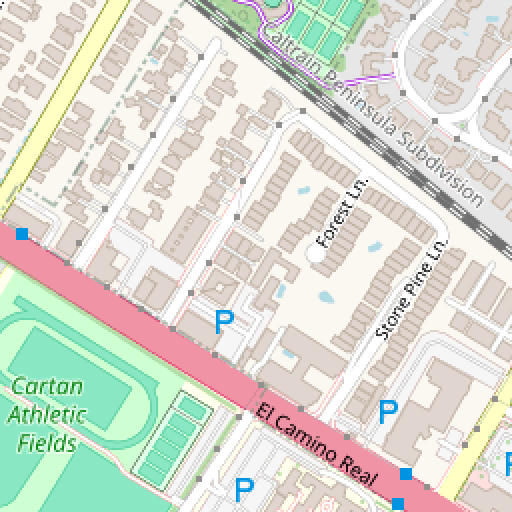 Caltrain Peninsula Subdivision
Forest Ln.
Stone Pine Ln.
P
Cartan
Athletic
Fields
P
El Camino Real
P
P